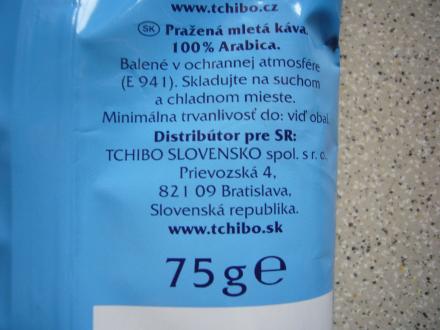 www.tchibo.cz
SK Pražená mletá káva.
100% Arabica.
Balené v ochrannej atmosfére
(E 941). Skladujte na suchom
a chladnom mieste.
Minimálna trvanlivosť do: viď obal.
Distribútor pre SR:
TCHIBO SLOVENSKO spol. s r. o.
Prievozská 4,
821 09 Bratislava,
Slovenská republika.
www.tchibo.sk
75g℮